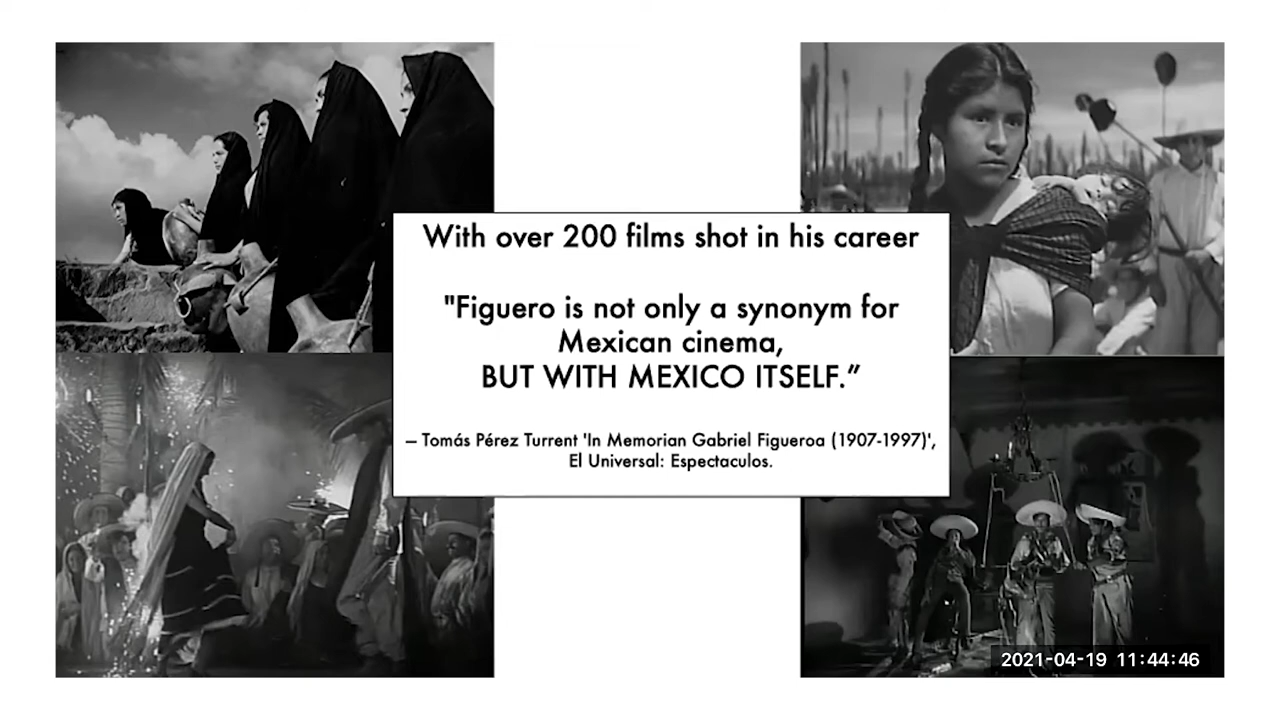 With over 200 films shot in his career
"Figuero is not only a synonym for
Mexican cinema,
BUT WITH MEXICO ITSELF.”
– Tomás Pérez Turrent 'In Memorian Gabriel Figueroa (1907-1997)',
El Universal: Espectaculos.
2021-04-19 11:44:46